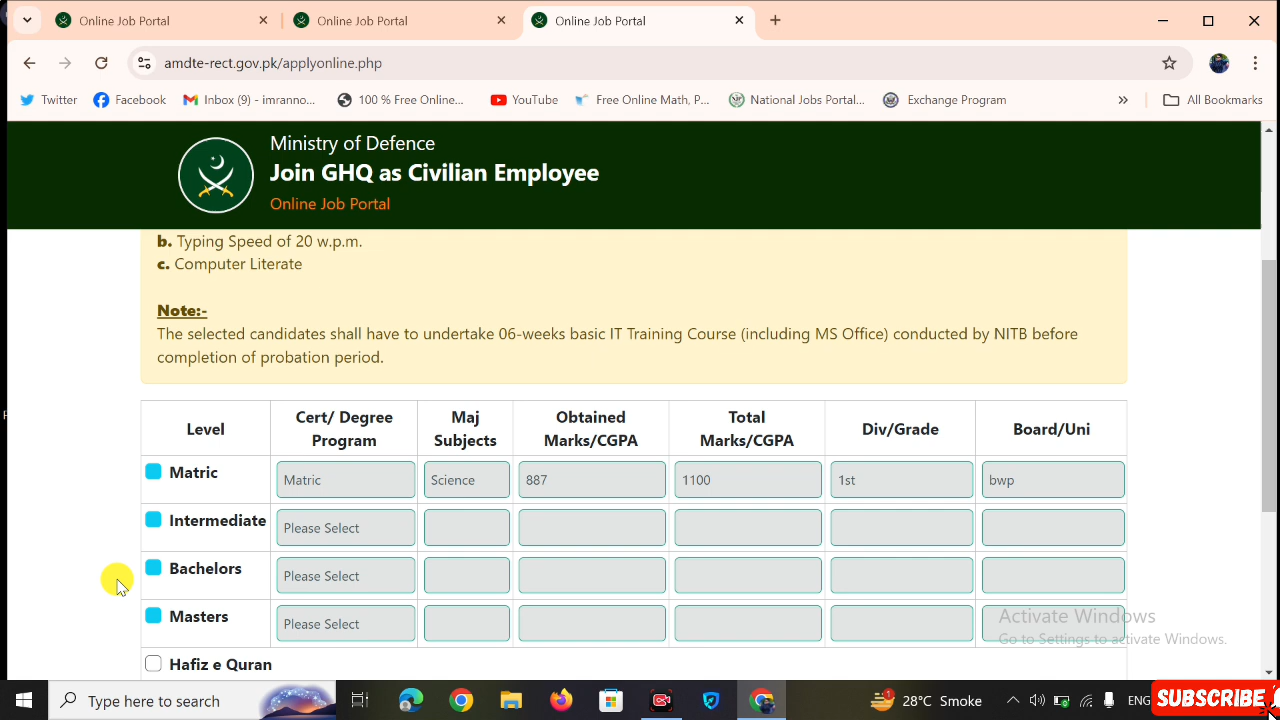 Online Job Portal
Online Job Portal
Online Job Portal
amdte-rect.gov.pk/applyonline.php
Twitter
Facebook
Inbox (9) - imranno...
100 % Free Online...
YouTube
Free Online Math, P...
National Jobs Portal...
Exchange Program
All Bookmarks
Ministry of Defence
Join GHQ as Civilian Employee
Online Job Portal
b. Typing Speed of 20 w.p.m.
c. Computer Literate
Note:-
The selected candidates shall have to undertake 06-weeks basic IT Training Course (including MS Office) conducted by NITB before
completion of probation period.
Level
Cert/ Degree
Program
Maj
Subjects
Obtained
Marks/CGPA
Total
Marks/CGPA
Div/Grade
Board/Uni
Matric Matric Science 887 1100 1st bwp
Intermediate Please Select
Bachelors Please Select
Masters Please Select
Hafiz e Quran
Activate Windows
Go to Settings to activate Windows.
Type here to search
28°C Smoke
ENG
SUBSCRIBE